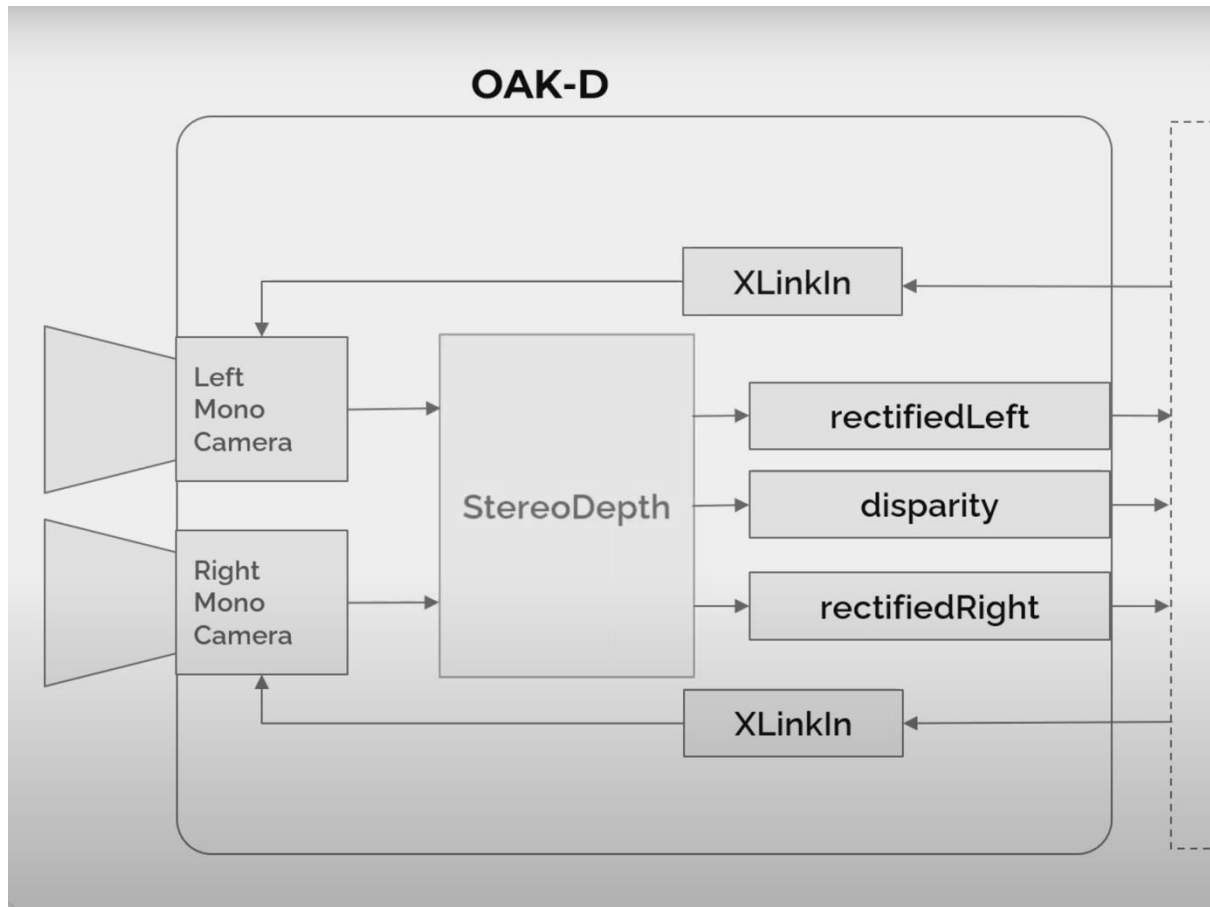 OAK-D
XLinkIn
Left
Mono
Camera
rectifiedLeft
StereoDepth
disparity
Right
Mono
Camera
rectifiedRight
XLinkIn